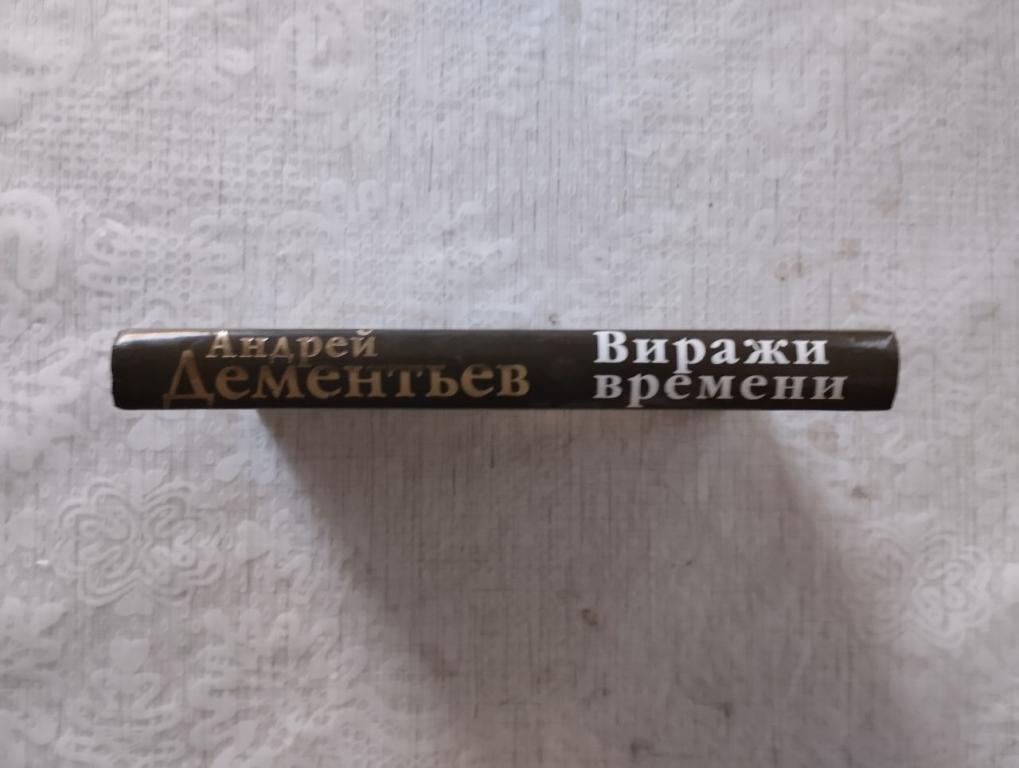 Андрей
Дементьев
Виражи
времени